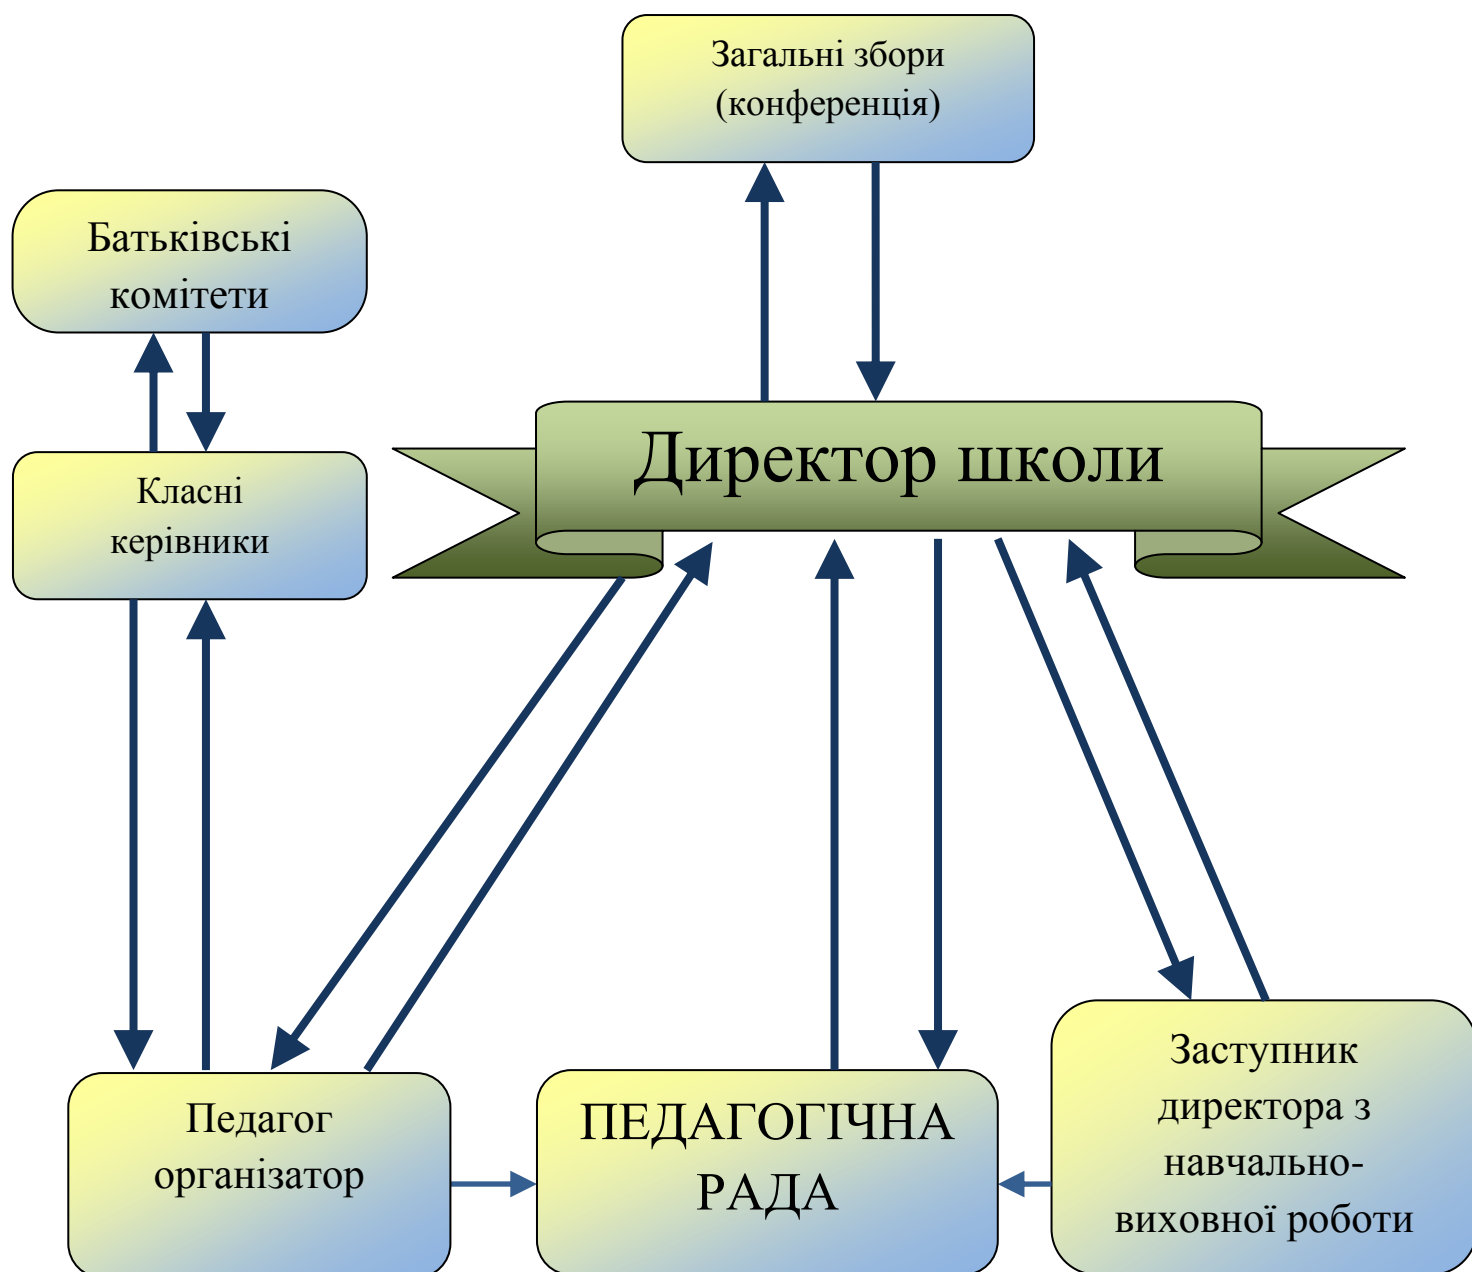 Загальні збори
(конференція)
Батьківські
комітети
Директор школи
Класні
керівники
Педагог
організатор
ПЕДАГОГІЧНА
РАДА
Заступник
директора з
навчально-
виховної роботи